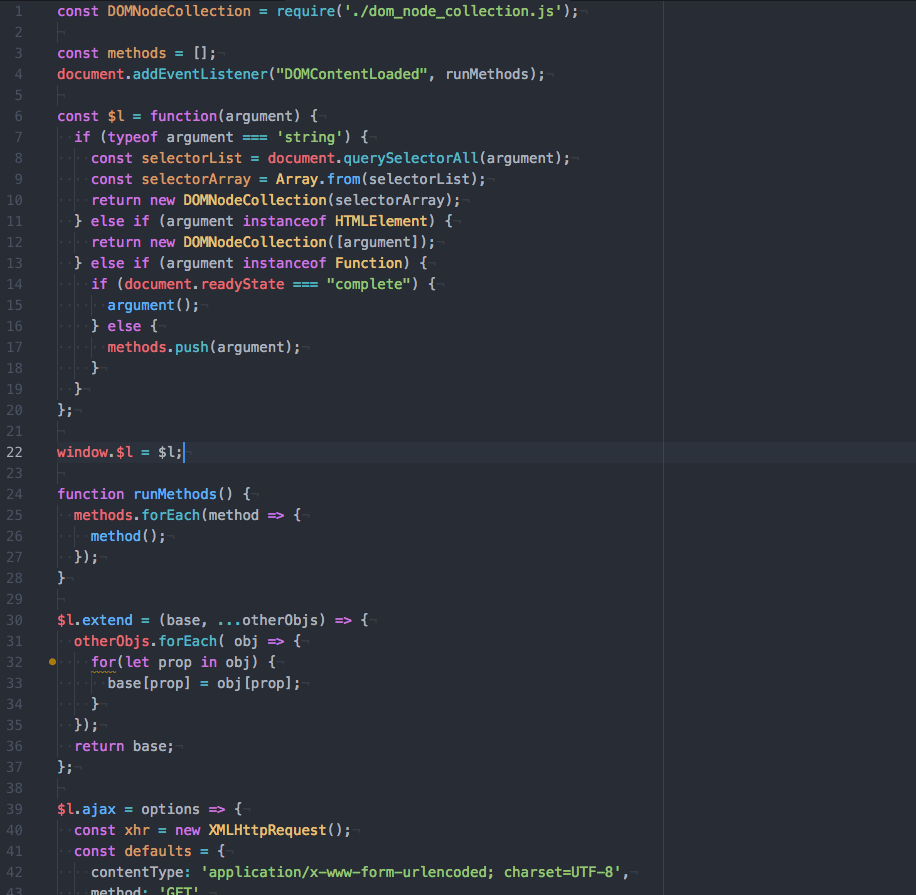 1 const DOMNodeCollection = require('./dom_node_collection.js');
2
3 const methods = [];
4 document.addEventListener("DOMContentLoaded", runMethods);
5
6 const $l = function(argument) {
7   if (typeof argument === 'string') {
8     const selectorList = document.querySelectorAll(argument);
9     const selectorArray = Array.from(selectorList);
10     return new DOMNodeCollection(selectorArray);
11   } else if (argument instanceof HTMLElement) {
12     return new DOMNodeCollection([argument]);
13   } else if (argument instanceof Function) {
14     if (document.readyState === "complete") {
15       argument();
16     } else {
17       methods.push(argument);
18     }
19   }
20 };
21
22 window.$l = $l;
23
24 function runMethods() {
25   methods.forEach(method => {
26     method();
27   });
28 }
29
30 $l.extend = (base, ...otherObjs) => {
31   otherObjs.forEach( obj => {
32     for(let prop in obj) {
33       base[prop] = obj[prop];
34     }
35   });
36   return base;
37 };
38
39 $l.ajax = options => {
40   const xhr = new XMLHttpRequest();
41   const defaults = {
42     contentType: 'application/x-www-form-urlencoded; charset=UTF-8',
43     method: 'GET'